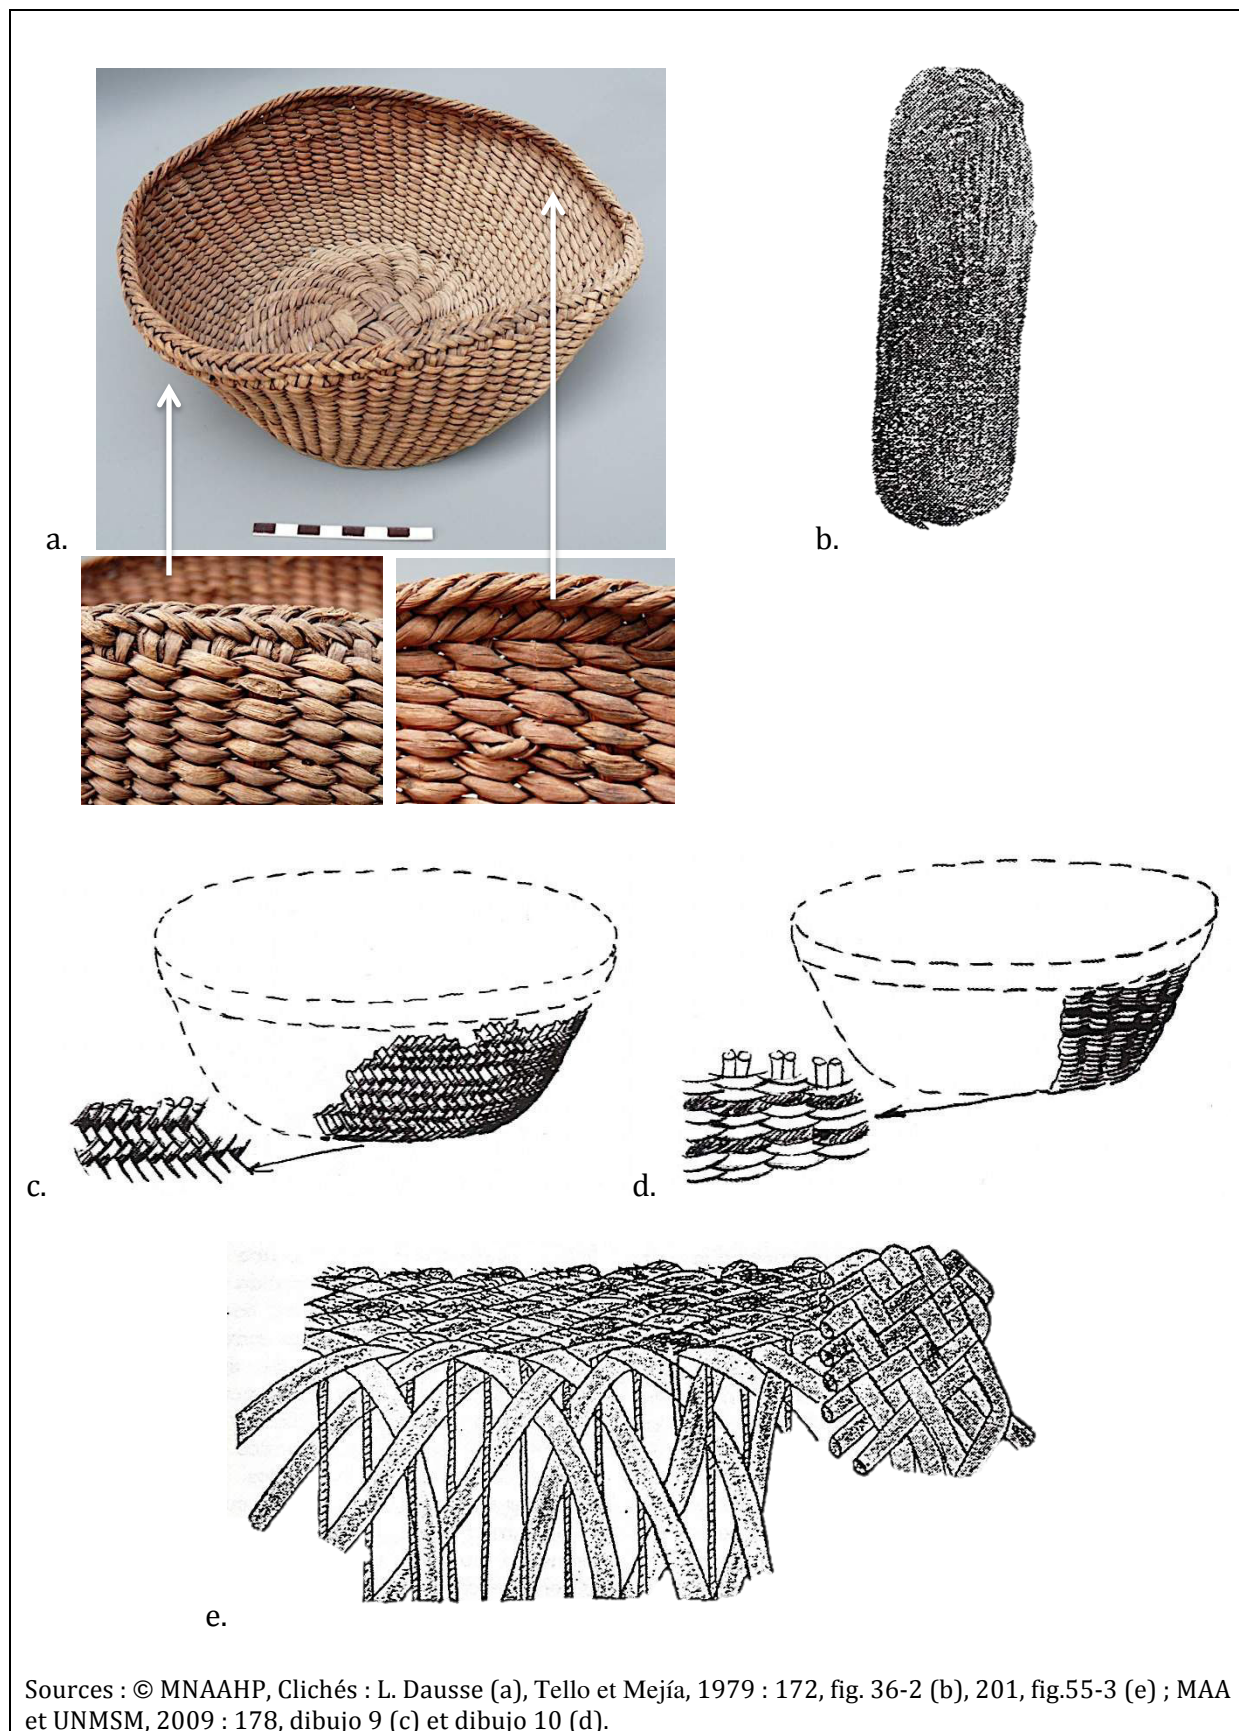 a.
b.
c.
d.
e.
Sources : © MNAAHP, Clichés : L. Dausse (a), Tello et Mejía, 1979 : 172, fig. 36-2 (b), 201, fig.55-3 (e) ; MAA
et UNMSM, 2009 : 178, dibujo 9 (c) et dibujo 10 (d).